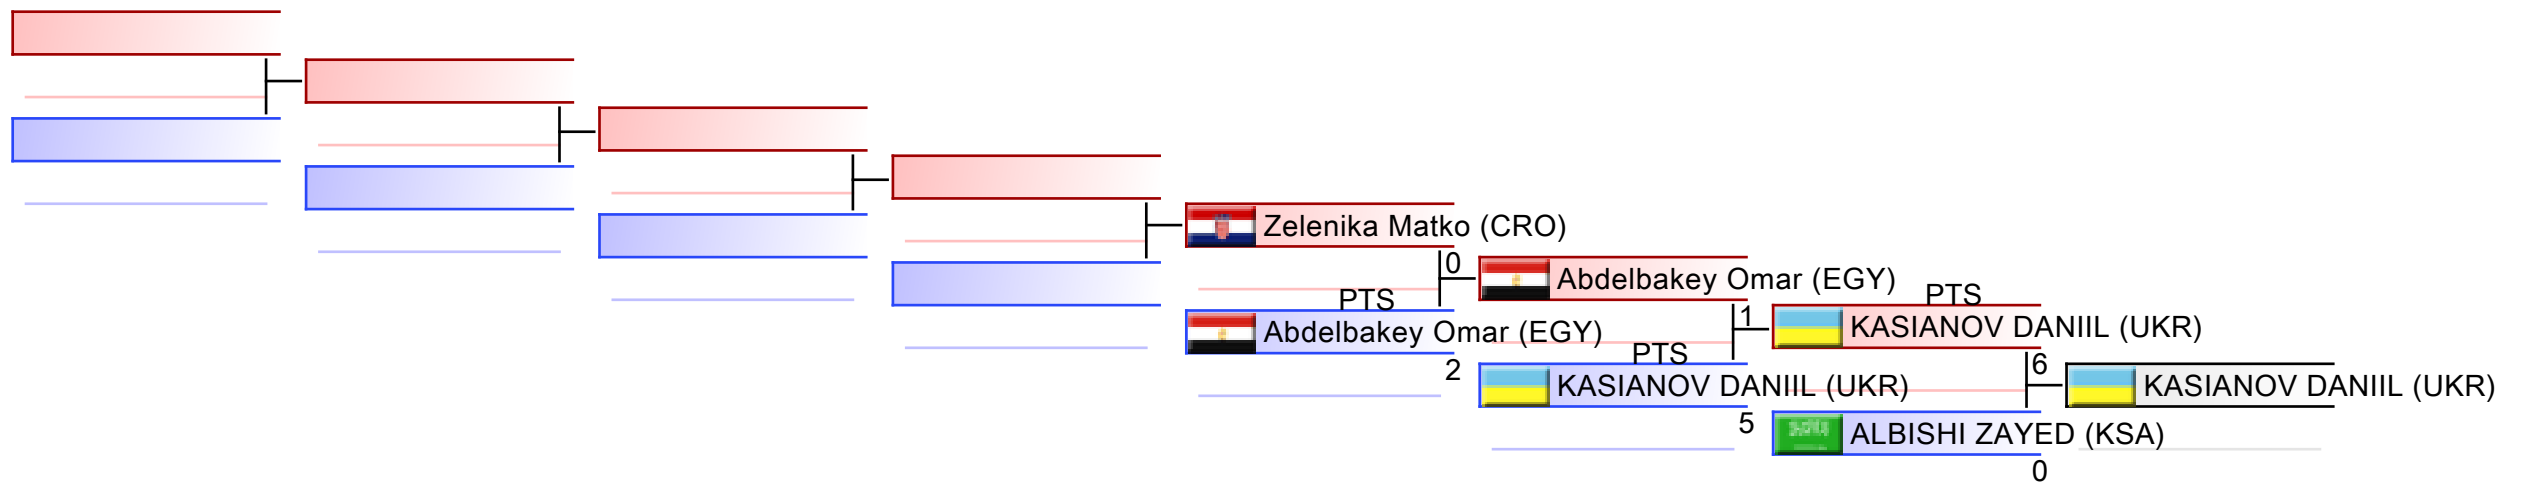 Zelenika Matko (CRO)
0
PTS
Abdelbakey Omar (EGY)
2
Abdelbakey Omar (EGY)
1
PTS
KASIANOV DANIIL (UKR)
5
PTS
KASIANOV DANIIL (UKR)
6
ALBISHI ZAYED (KSA)
0
KASIANOV DANIIL (UKR)